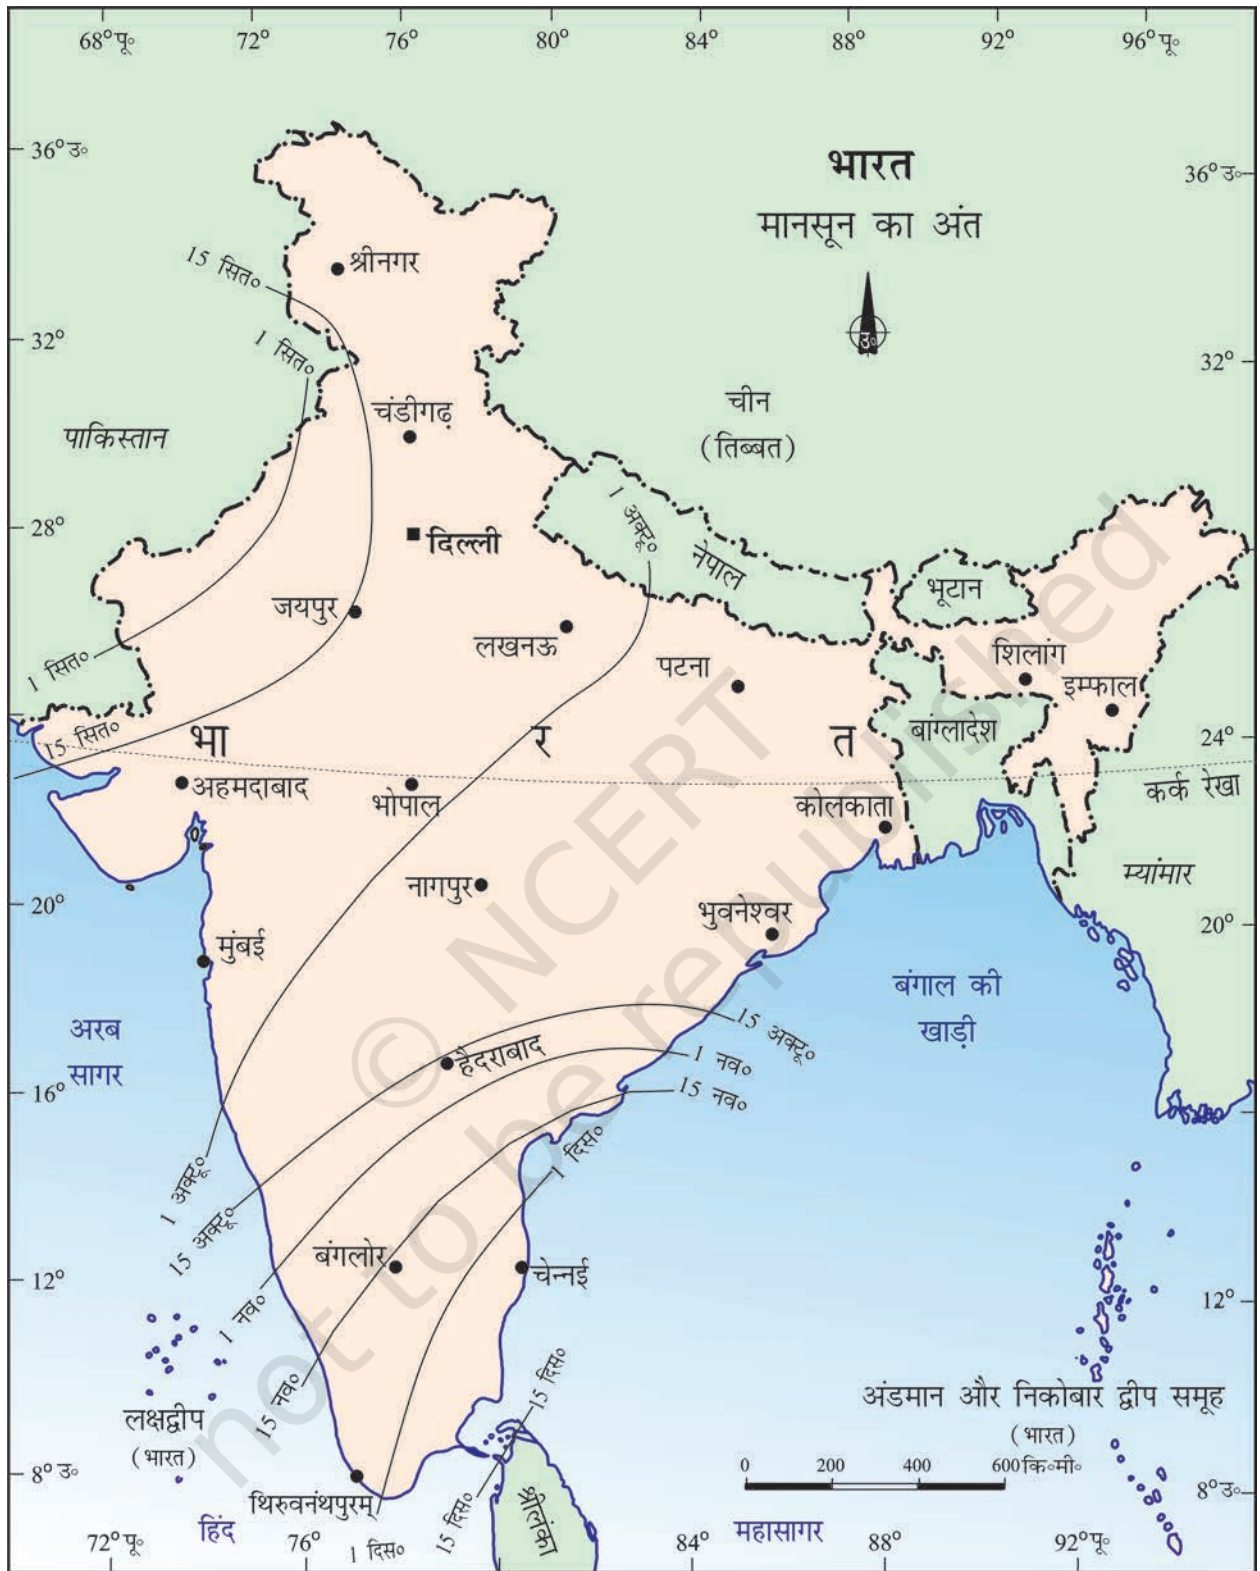 68° पू॰ 72° 76° 80° 84° 88° 92° 96° पू॰
36° उ॰
भारत
36° उ॰
मानसून का अंत
15 सित॰
श्रीनगर
उ॰
1 सित॰
32°
32°
चीन
(तिब्बत)
चंडीगढ़
पाकिस्तान
28°
1 अक्टू॰
दिल्ली
नेपाल
भूटान
जयपुर
लखनऊ
पटना
शिलांग
इम्फाल
1 सित॰
15 सित॰
भा र त
बांग्लादेश
24°
अहमदाबाद
भोपाल
कोलकाता
कर्क रेखा
म्यांमार
नागपुर
20°
भुवनेश्वर
20°
मुंबई
बंगाल की
खाड़ी
अरब
सागर
15 अक्टू॰
हैदराबाद
1 नव॰
16°
15 नव॰
1 दिस॰
1 अक्टू॰
15 अक्टू॰
बंगलोर
चेन्नई
12°
12°
1 नव॰
15 नव॰
15 दिस॰
लक्षद्वीप
(भारत)
अंडमान और निकोबार द्वीप समूह
(भारत)
0 200 400 600 कि॰मी॰
8° उ॰
8° उ॰
थिरुवनंथपुरम्
15 दिस॰
श्रीलंका
हिंद
महासागर
1 दिस॰
72° पू॰ 76° 84° 88° 92° पू॰
© NCERT
not to be republished